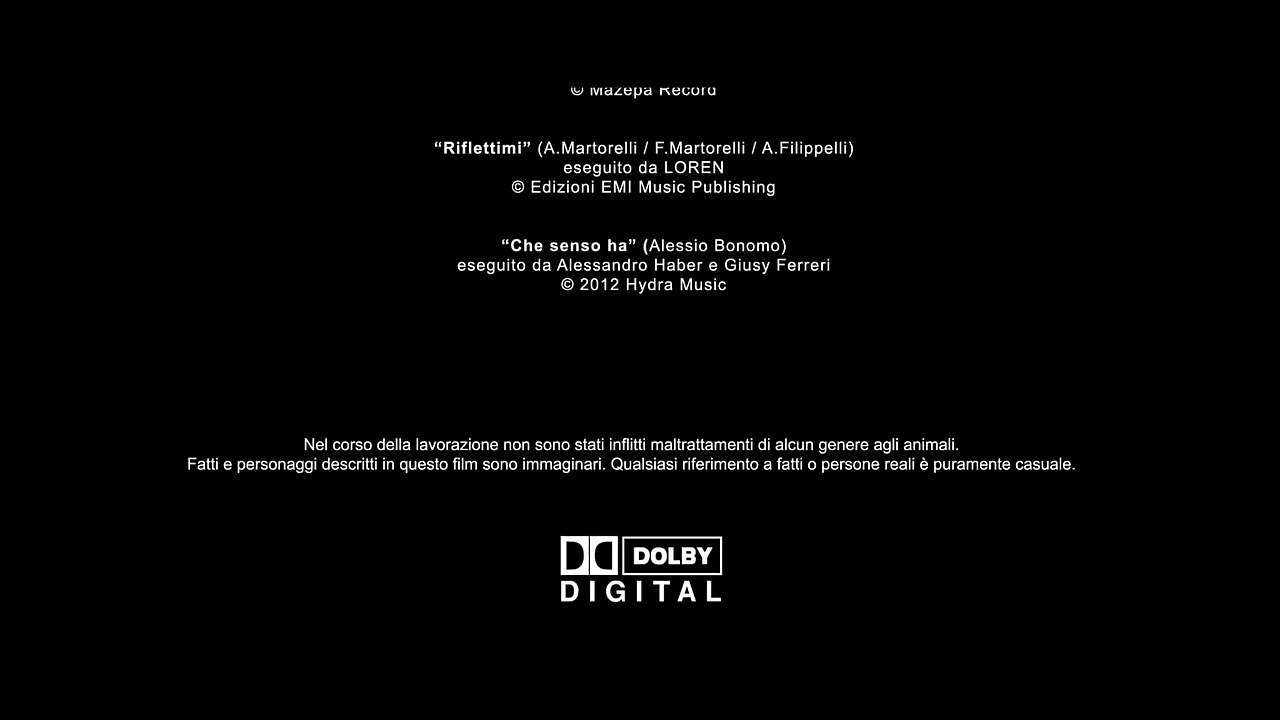 © Mazepa Record
“Riflettimi” (A.Martorelli / F.Martorelli / A.Filippelli)
eseguito da LOREN
© Edizioni EMI Music Publishing
“Che senso ha” (Alessio Bonomo)
eseguito da Alessandro Haber e Giusy Ferreri
© 2012 Hydra Music
Nel corso della lavorazione non sono stati inflitti maltrattamenti di alcun genere agli animali.
Fatti e personaggi descritti in questo film sono immaginari. Qualsiasi riferimento a fatti o persone reali è puramente casuale.
DOLBY
DIGITAL